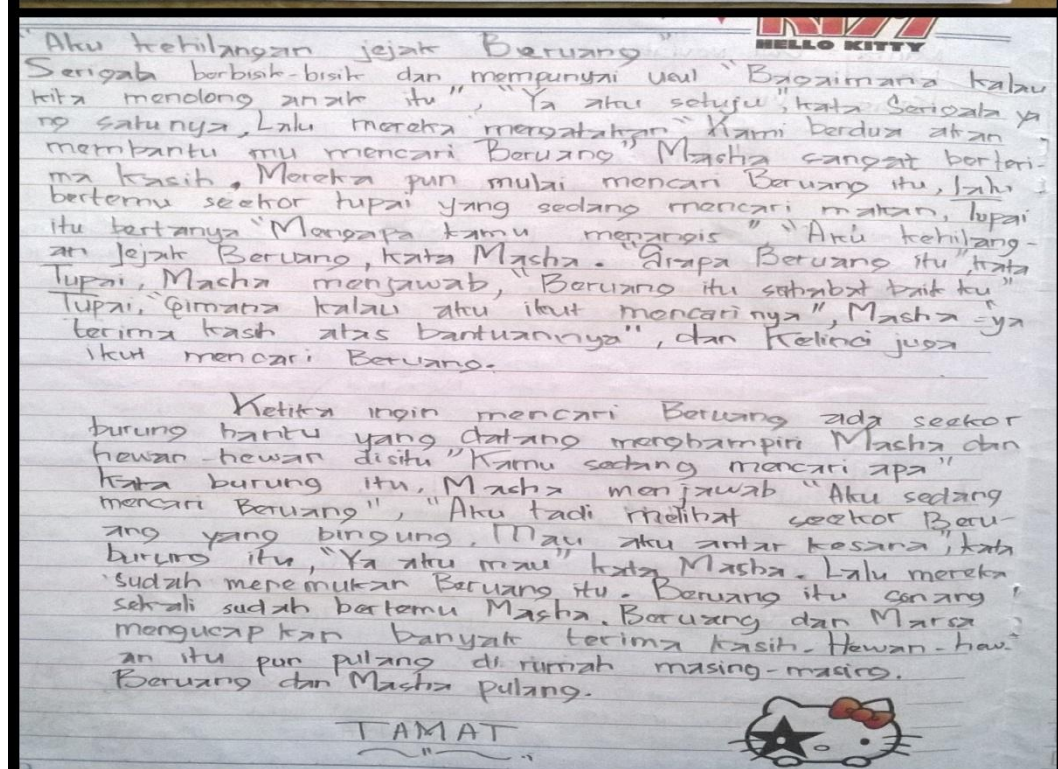 KISS
HELLO KITTY
"Aku kehilangan jejak Beruang"
Serigala berbisik-bisik dan mempunyai usul "Bagaimana kalau
kita menolong anak itu", "Ya aku setuju", kata Serigala ya
ng satunya, Lalu mereka mengatakan "Kami berdua akan
membantu mu mencari Beruang" Masha sangat berteri-
ma kasih. Mereka pun mulai mencari Beruang itu, lalu
bertemu seekor tupai yang sedang mencari makan, Tupai
itu bertanya "Mengapa kamu menangis", "Aku kehilang-
an Jejak Beruang, kata Masha. "Siapa Beruang itu", kata
Tupai, Masha menjawab, "Beruang itu sahabat baik ku"
Tupai, "Gimana kalau aku ikut mencarinya", Masha "ya
terima kasih atas bantuannya", dan Kelinci juga
ikut mencari Beruang.
Ketika ingin mencari Beruang ada seekor
burung hantu yang datang menghampiri Masha dan
hewan-hewan disitu "Kamu sedang mencari apa"
kata burung itu, Masha menjawab "Aku sedang
mencari Beruang", "Aku tadi melihat seekor Beru-
ang yang bingung. Mau aku antar kesana", kata
burung itu, "Ya aku mau" kata Masha. Lalu mereka
sudah menemukan Beruang itu. Beruang itu senang
sekali sudah bertemu Masha. Beruang dan Marsa
mengucapkan banyak terima kasih. Hewan-hew-
an itu pun pulang di rumah masing-masing.
Beruang dan Masha pulang.
TAMAT